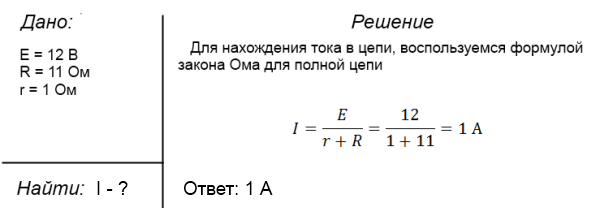 Дано:
E = 12 В
R = 11 Ом
r = 1 Ом
Найти: I - ?
Решение
Для нахождения тока в цепи, воспользуемся формулой
закона Ома для полной цепи
I = E / (r + R) = 12 / (1 + 11) = 1 A
Ответ: 1 А